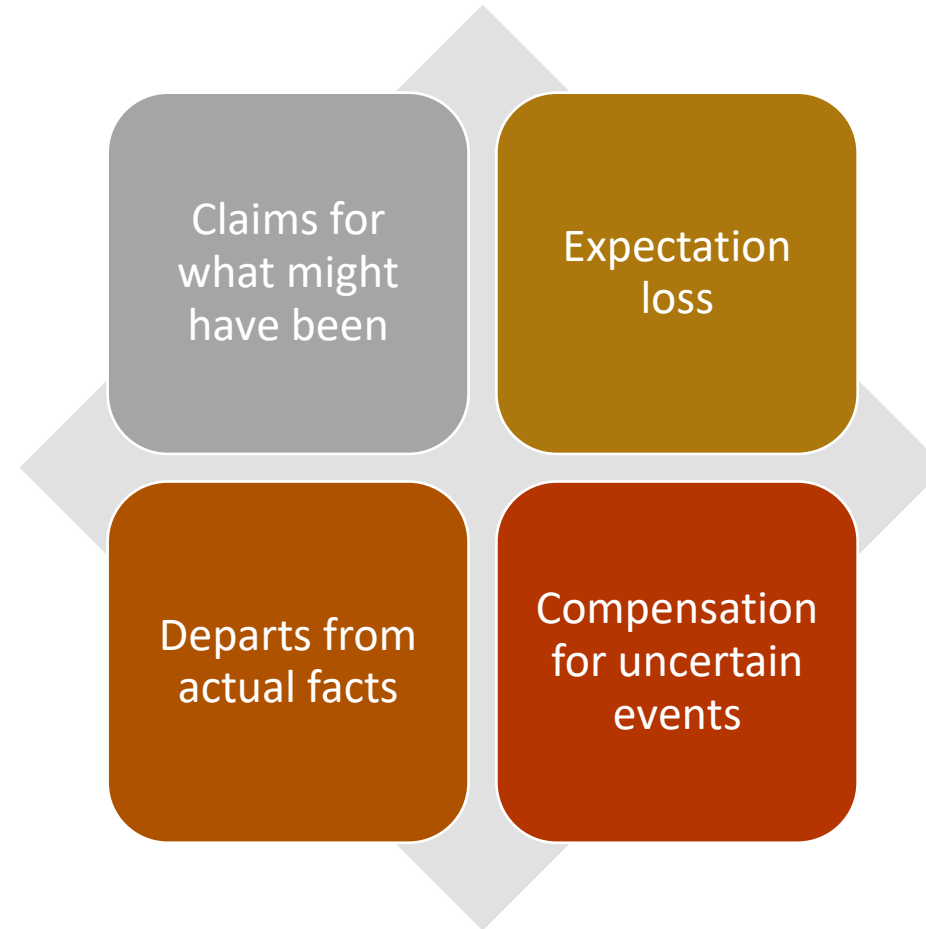 Claims for
what might
have been
Expectation
loss
Departs from
actual facts
Compensation
for uncertain
events